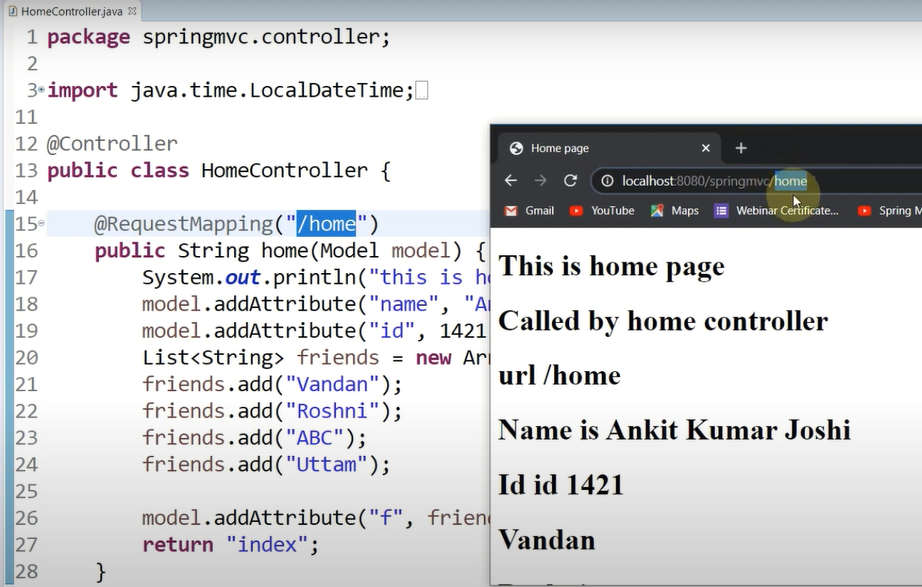 HomeController.java
1 package springmvc.controller;
2
3 import java.time.LocalDateTime;
11
12 @Controller
13 public class HomeController {
14
15 @RequestMapping("/home")
16 public String home(Model model) {
17 System.out.println("this is
18 model.addAttribute("name",
19 model.addAttribute("id", 1421
20 List<String> friends = new
21 friends.add("Vandan");
22 friends.add("Roshni");
23 friends.add("ABC");
24 friends.add("Uttam");
25
26 model.addAttribute("f",
27 return "index";
28 }
Home page
localhost:8080/springmvc/home
Gmail YouTube Maps Webinar Certificate... Spring
This is home page
Called by home controller
url /home
Name is Ankit Kumar Joshi
Id id 1421
Vandan